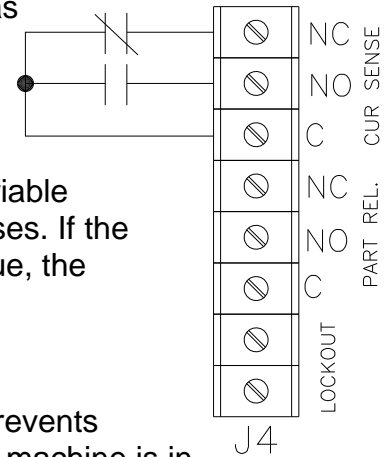 as
riable
ses. If the
ue, the
revents
machine is in
NC
NO
C
CUR SENSE
NC
NO
C
PART REL.
LOCKOUT
J4